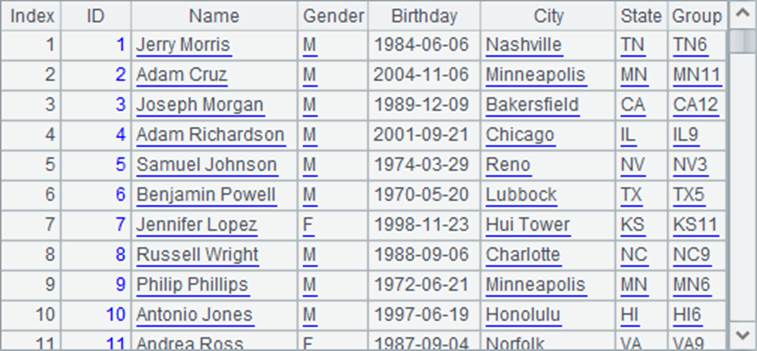 Index ID Name Gender Birthday City State Group
1 1 Jerry Morris M 1984-06-06 Nashville TN TN6
2 2 Adam Cruz M 2004-11-06 Minneapolis MN MN11
3 3 Joseph Morgan M 1989-12-09 Bakersfield CA CA12
4 4 Adam Richardson M 2001-09-21 Chicago IL IL9
5 5 Samuel Johnson M 1974-03-29 Reno NV NV3
6 6 Benjamin Powell M 1970-05-20 Lubbock TX TX5
7 7 Jennifer Lopez F 1998-11-23 Hui Tower KS KS11
8 8 Russell Wright M 1988-09-06 Charlotte NC NC9
9 9 Philip Phillips M 1972-06-21 Minneapolis MN MN6
10 10 Antonio Jones M 1997-06-19 Honolulu HI HI6
11 11 Andrea Ross F 1987-09-04 Norfolk VA VA9